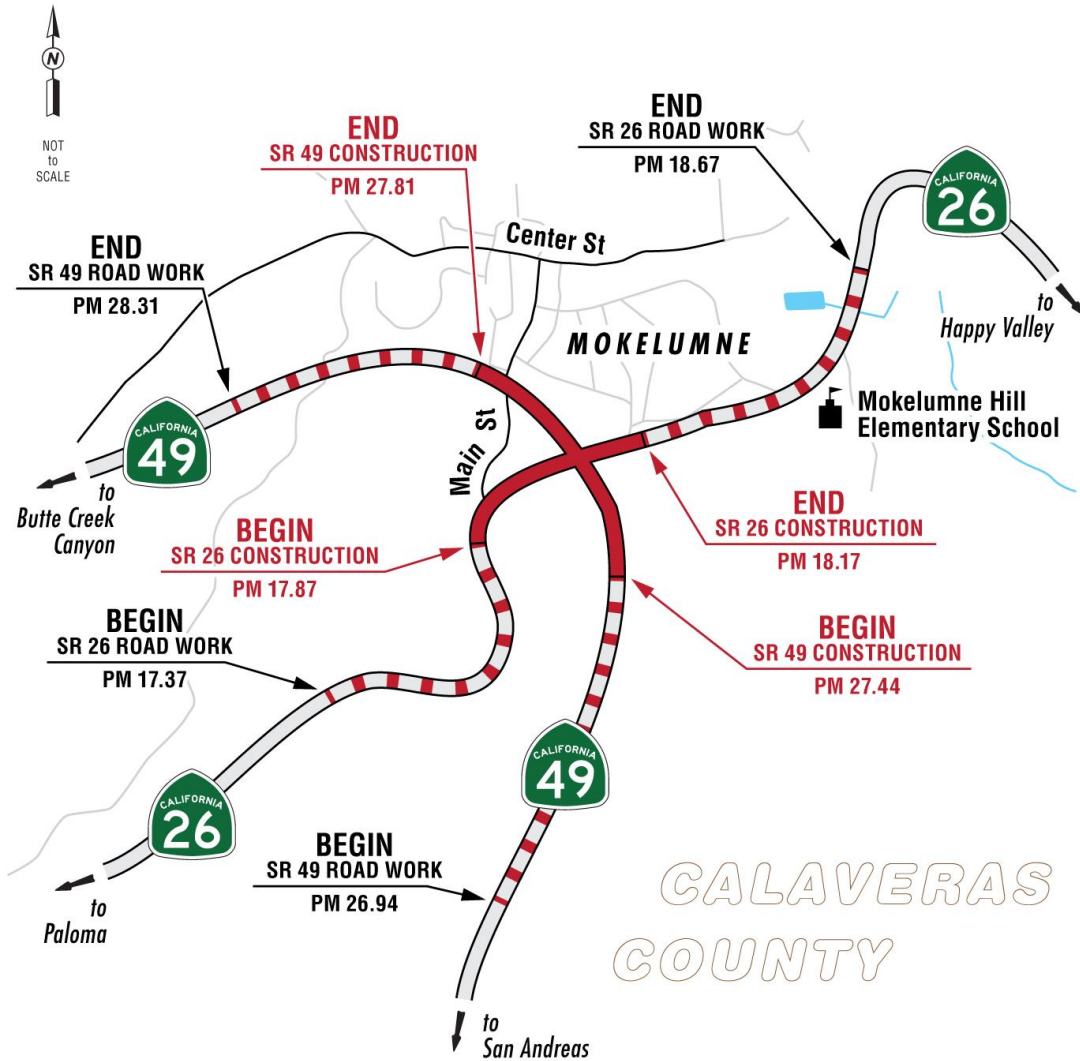 N
NOT
to
SCALE
END
SR 49 CONSTRUCTION
PM 27.81
END
SR 26 ROAD WORK
PM 18.67
CALIFORNIA
26
Center St
END
SR 49 ROAD WORK
PM 28.31
to
Happy Valley
MOKELUMNE
Mokelumne Hill
Elementary School
CALIFORNIA
49
Main St
to
Butte Creek
Canyon
BEGIN
SR 26 CONSTRUCTION
PM 17.87
END
SR 26 CONSTRUCTION
PM 18.17
BEGIN
SR 26 ROAD WORK
PM 17.37
BEGIN
SR 49 CONSTRUCTION
PM 27.44
CALIFORNIA
49
CALIFORNIA
26
BEGIN
SR 49 ROAD WORK
PM 26.94
to
Paloma
CALAVERAS
COUNTY
to
San Andreas